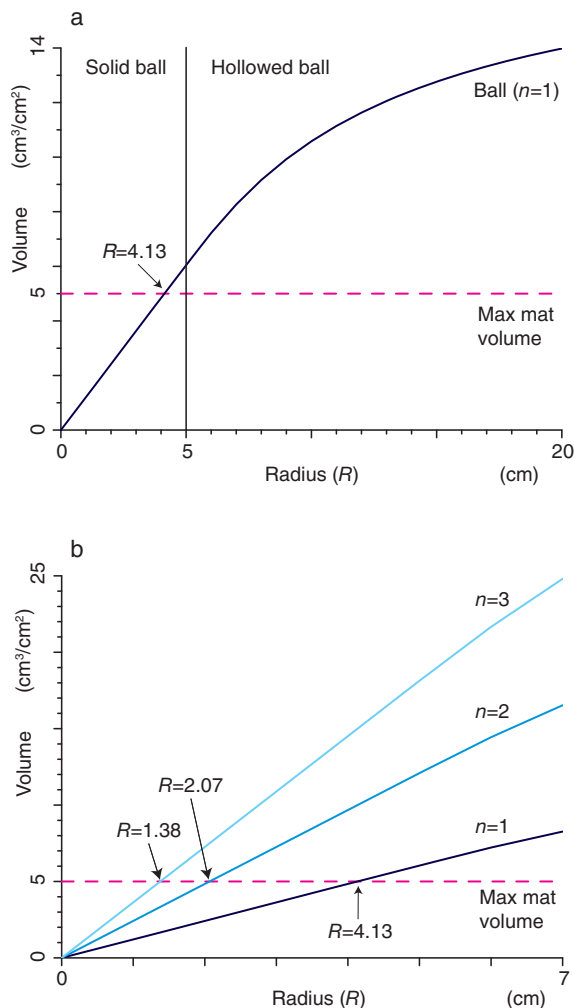 a
14
Solid ball
Hollowed ball
Ball (n=1)
Volume (cm³/cm²)
R=4.13
5
Max mat
volume
0
0
5
20
Radius (R)
(cm)
b
25
n=3
n=2
n=1
Volume (cm³/cm²)
R=2.07
R=1.38
5
R=4.13
Max mat
volume
0
0
7
Radius (R)
(cm)